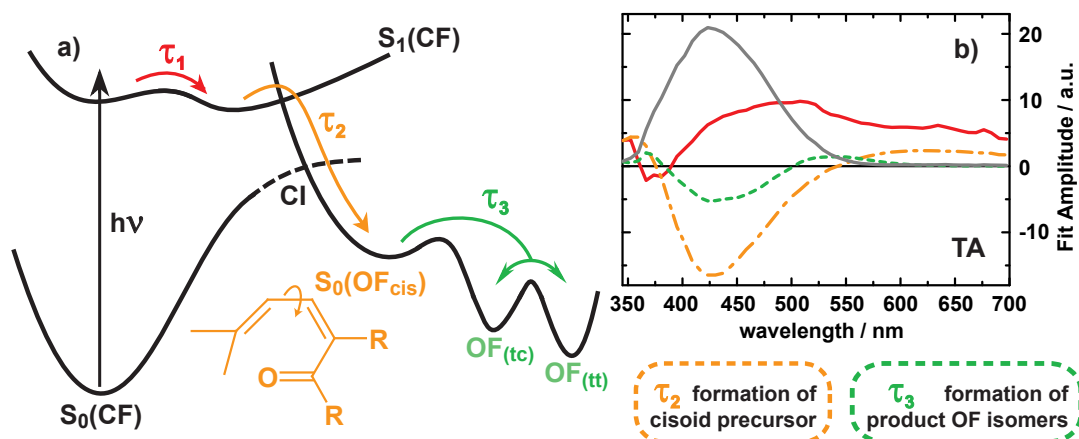 a)
S₁(CF)
τ₁
τ₂
hν
CI
τ₃
S₀(OF_cis)
R
O
R
OF(tc)
OF(tt)
S₀(CF)
b)
20
10
0
-10
Fit Amplitude / a.u.
TA
350 400 450 500 550 600 650 700
wavelength / nm
τ₂ formation of
cisoid precursor
τ₃ formation of
product OF isomers